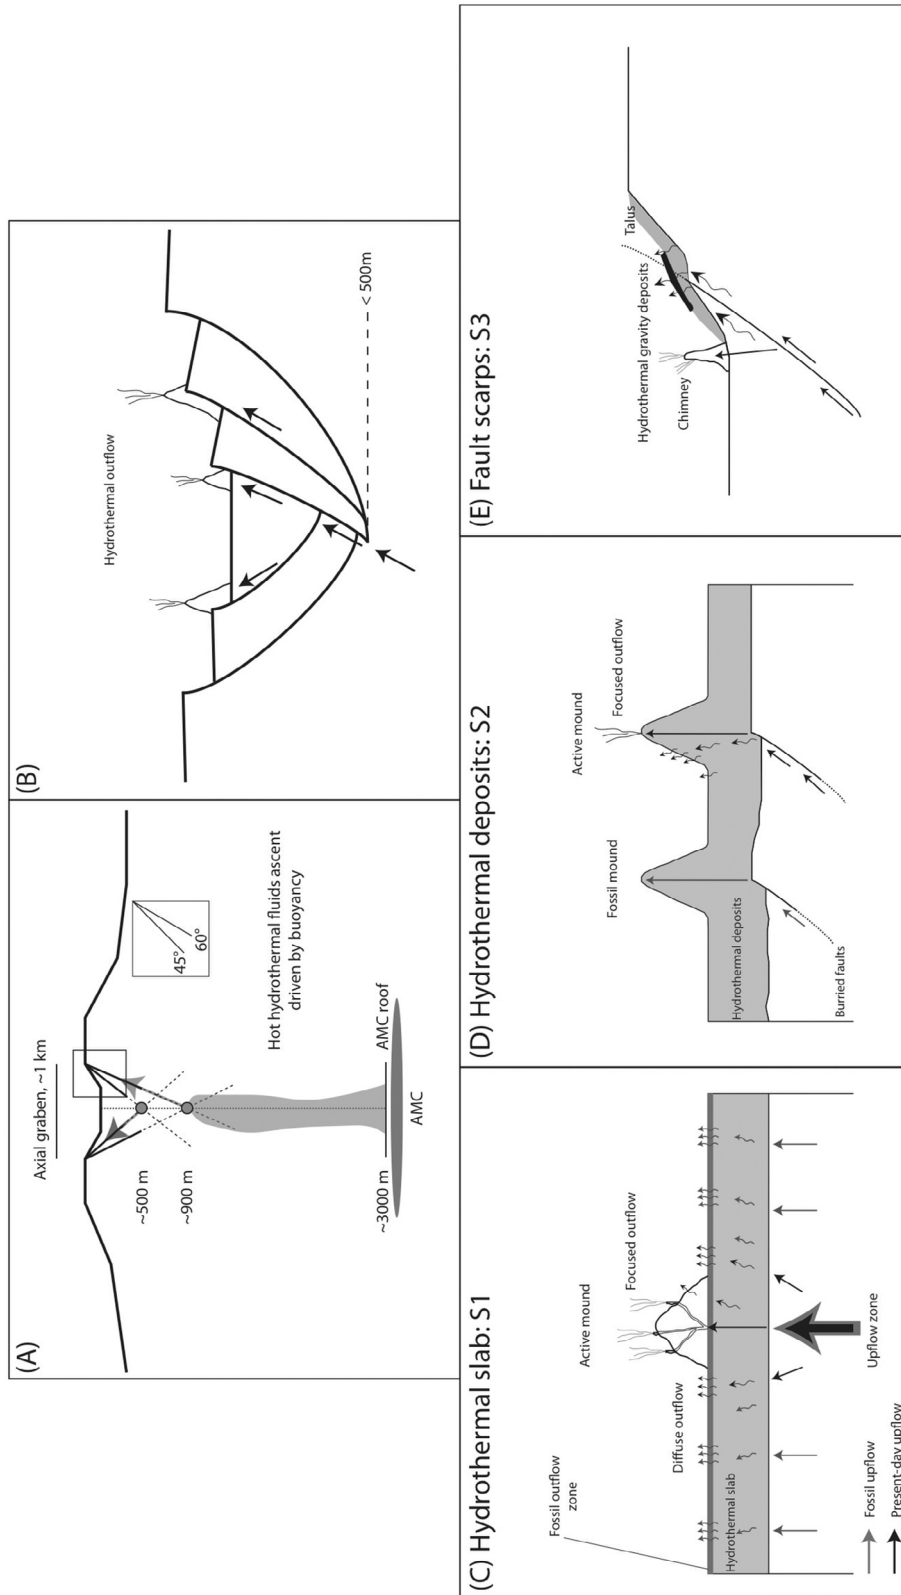 (A)
Axial graben, ~1 km
45°
60°
~500 m
~900 m
Hot hydrothermal fluids ascent
driven by buoyancy
~3000 m
AMC roof
AMC
(B)
Hydrothermal outflow
< 500m
(C) Hydrothermal slab: S1
Fossil outflow
zone
Active mound
Focused outflow
Diffuse outflow
Hydrothermal slab
Upflow zone
Fossil upflow
Present-day upflow
(D) Hydrothermal deposits: S2
Active mound
Focused outflow
Fossil mound
Hydrothermal deposits
Burried faults
(E) Fault scarps: S3
Talus
Hydrothermal gravity deposits
Chimney